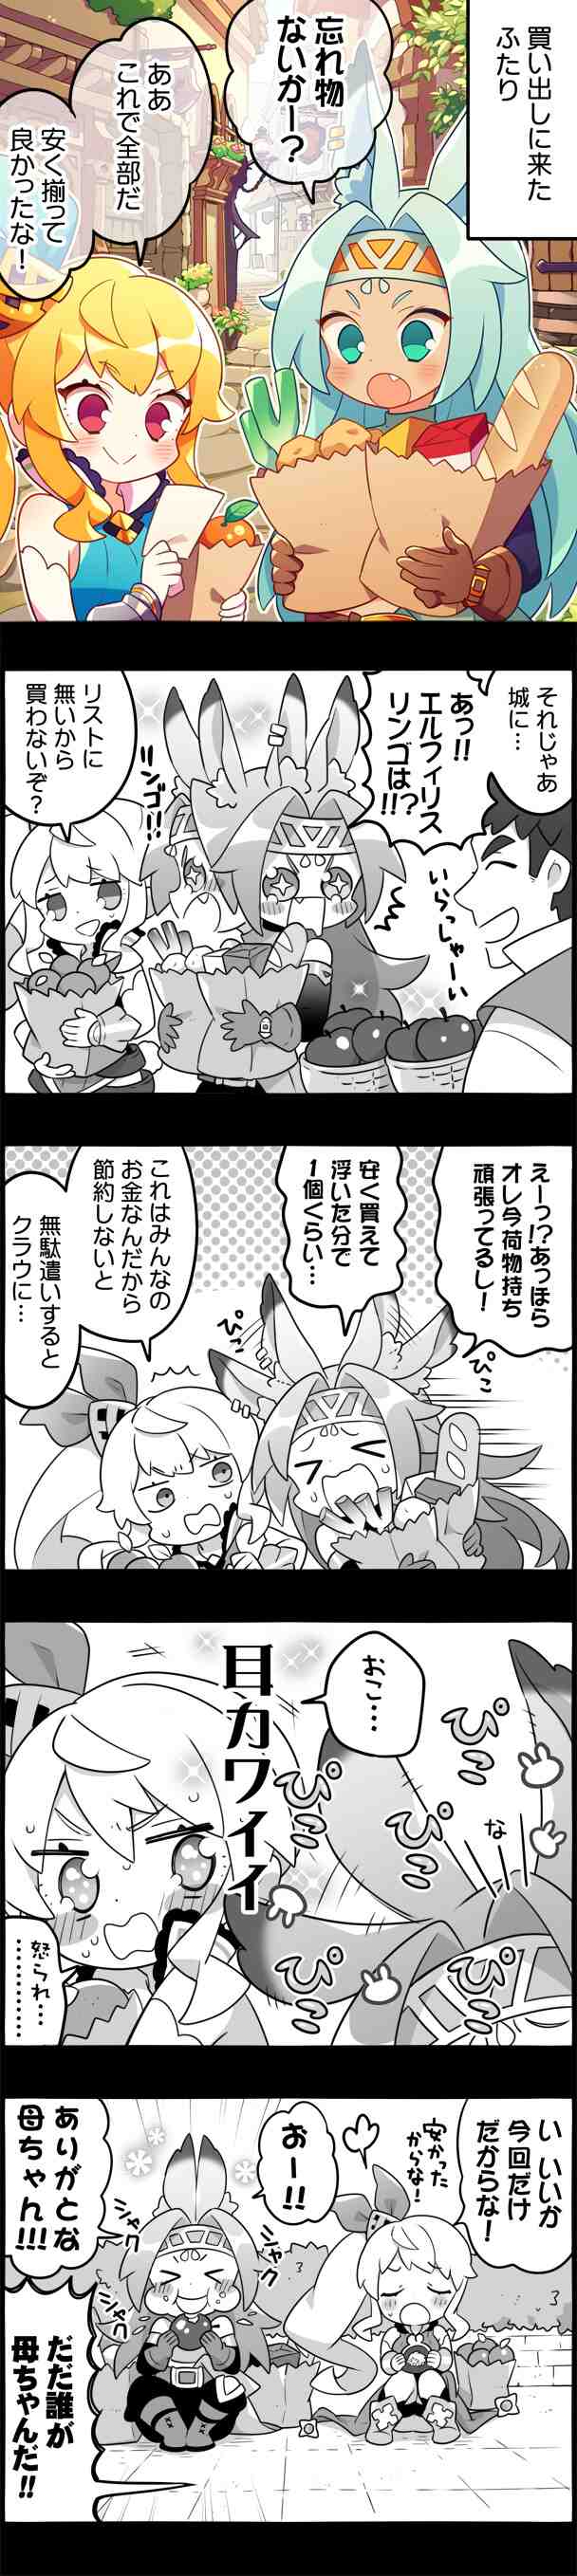 買い出しに来た
ふたり
忘れ物
ないかー？
ああ
これで全部だ
安く揃って
良かったな！
それじゃあ
城に…
あっ!!
エルフィリス
リンゴは!?
!!
いらっしゃーい
リンゴ!!
リストに
無いから
買わないぞ？
えーっ!?あっほら
オレ今荷物持ち
頑張ってるし！
安く買えて
浮いた分で
1個くらい…
ぴこ
ぴこ
これはみんなの
お金なんだから
節約しないと
無駄遣いすると
クラウに…
おこ…
な
ぴこ
ぴこ
ぴこ
ぴこ
耳カワイイ
怒られ…
…………
い いいか
今回だけ
だからな！
安かった
からな！
おー!!
シャク
シャク
シャク
ありがとな
母ちゃん!!!
だだ誰が
母ちゃんだ!!